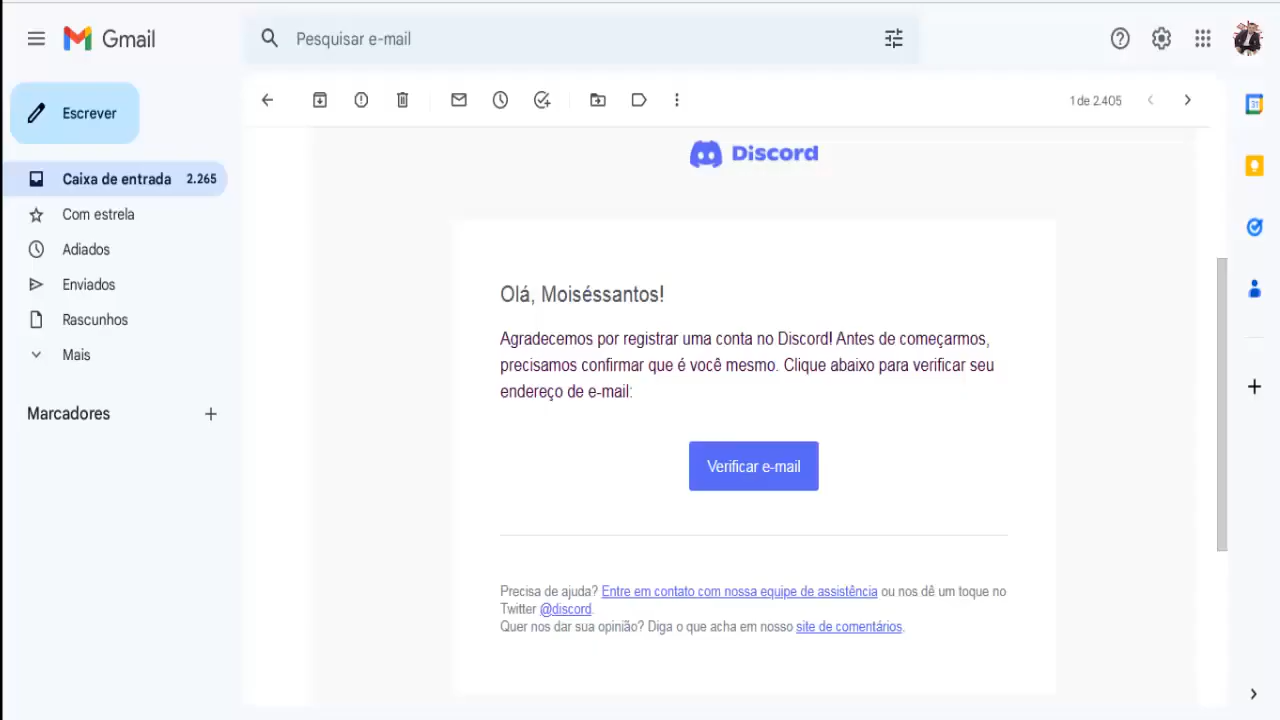 Gmail
Pesquisar e-mail
Escrever
1 de 2.405
31
Discord
Caixa de entrada 2.265
Com estrela
Adiados
Enviados
Rascunhos
Mais
Marcadores
Olá, Moiséssantos!
Agradecemos por registrar uma conta no Discord! Antes de começarmos,
precisamos confirmar que é você mesmo. Clique abaixo para verificar seu
endereço de e-mail:
Verificar e-mail
Precisa de ajuda? Entre em contato com nossa equipe de assistência ou nos dê um toque no
Twitter @discord.
Quer nos dar sua opinião? Diga o que acha em nosso site de comentários.